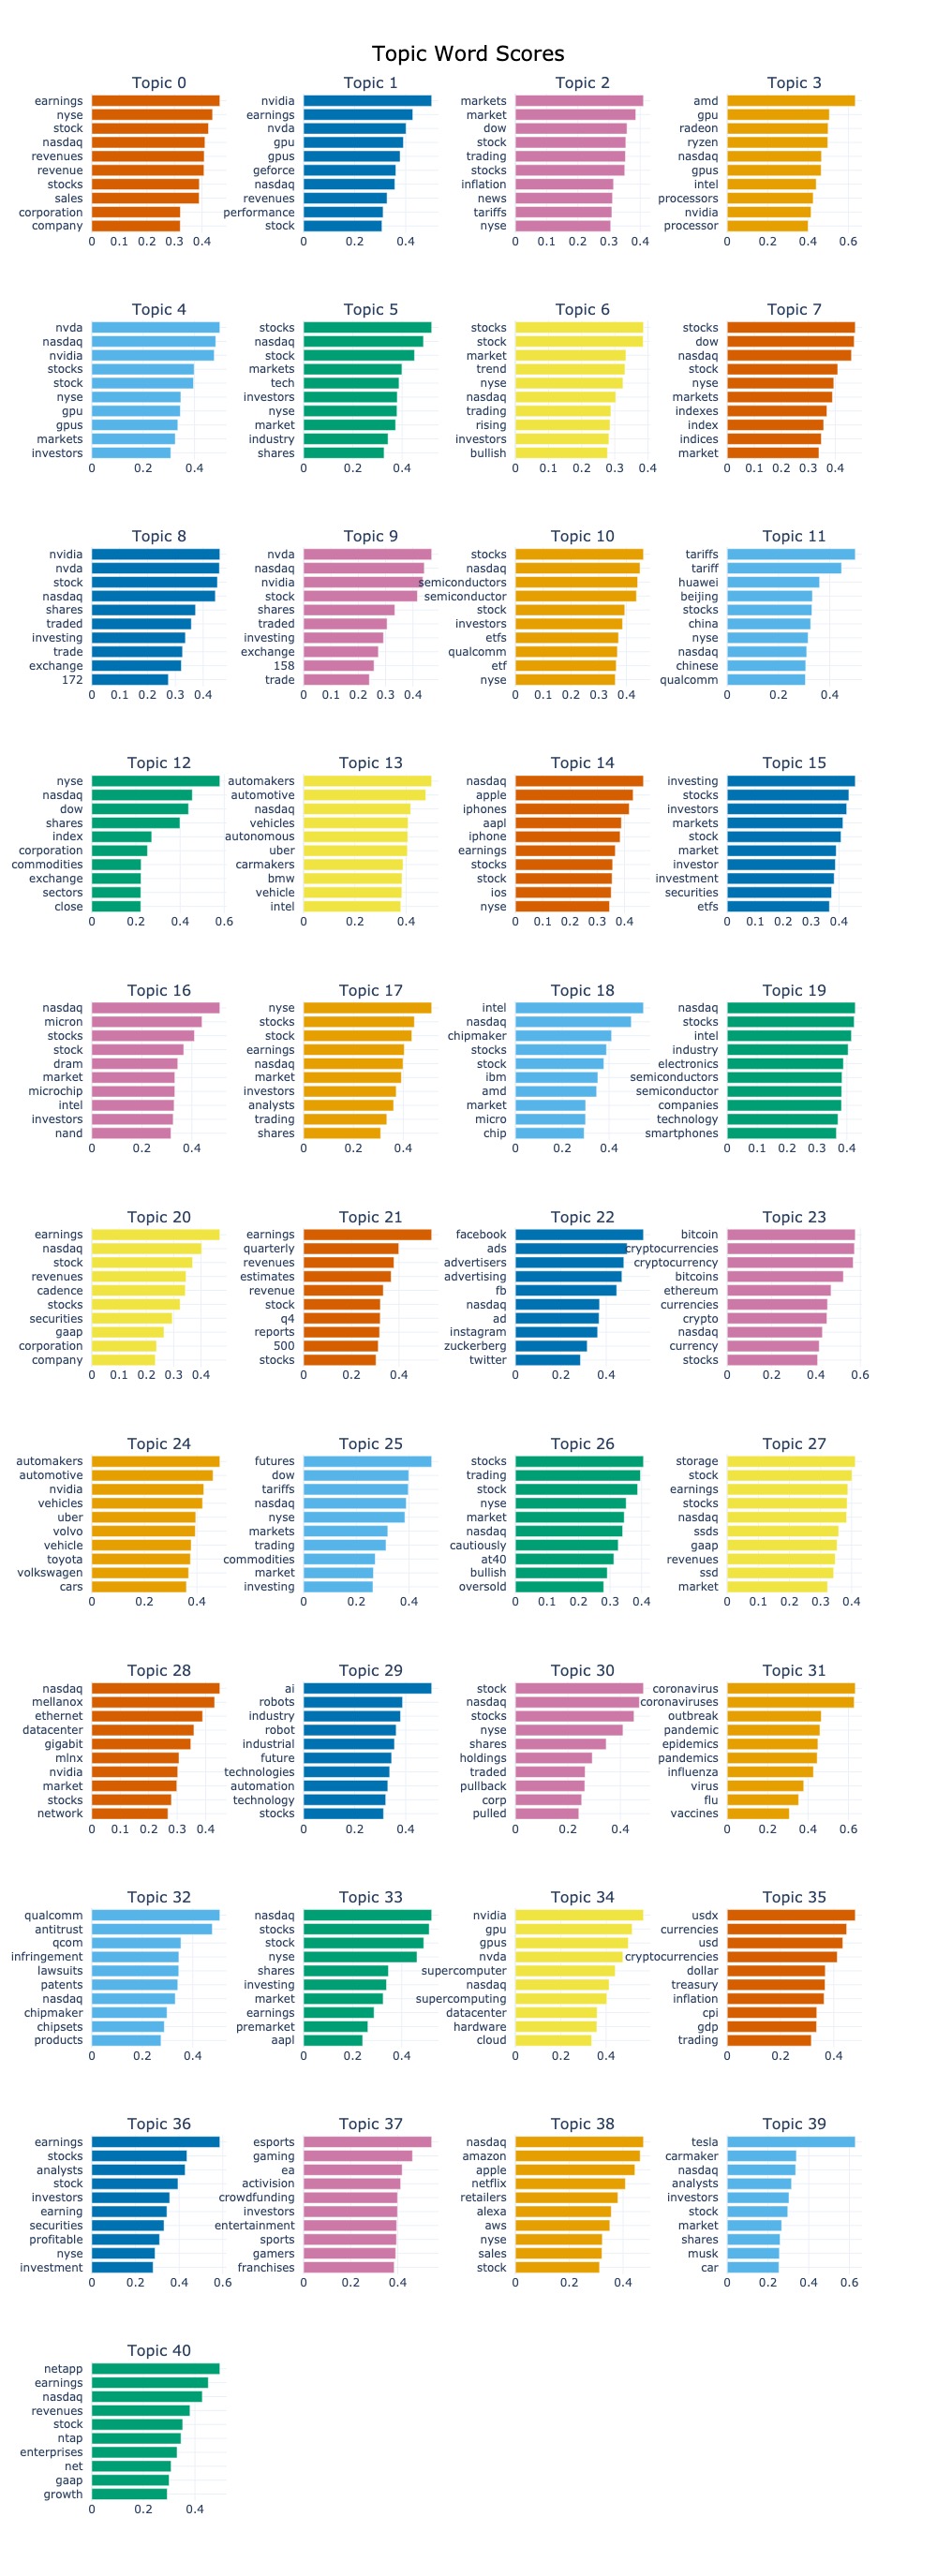 Topic Word Scores
Topic 0
earnings
nyse
stock
nasdaq
revenues
revenue
stocks
sales
corporation
company
0 0.1 0.2 0.3 0.4
Topic 1
nvidia
earnings
nvda
gpu
gpus
geforce
nasdaq
revenues
performance
stock
0 0.2 0.4
Topic 2
markets
market
dow
stock
trading
stocks
inflation
news
tariffs
nyse
0 0.1 0.2 0.3 0.4
Topic 3
amd
gpu
radeon
ryzen
nasdaq
gpus
intel
processors
nvidia
processor
0 0.2 0.4 0.6
Topic 4
nvda
nasdaq
nvidia
stocks
stock
nyse
gpu
gpus
markets
investors
0 0.2 0.4
Topic 5
stocks
nasdaq
stock
markets
tech
investors
nyse
market
industry
shares
0 0.2 0.4
Topic 6
stocks
stock
market
trend
nyse
nasdaq
trading
rising
investors
bullish
0 0.1 0.2 0.3 0.4
Topic 7
stocks
dow
nasdaq
stock
nyse
markets
indexes
index
indices
market
0 0.1 0.2 0.3 0.4
Topic 8
nvidia
nvda
stock
nasdaq
shares
traded
investing
trade
exchange
172
0 0.1 0.2 0.3 0.4
Topic 9
nvda
nasdaq
nvidia
stock
shares
traded
investing
exchange
158
trade
0 0.1 0.2 0.3 0.4
Topic 10
stocks
nasdaq
semiconductors
semiconductor
stock
investors
etfs
qualcomm
etf
nyse
0 0.1 0.2 0.3 0.4
Topic 11
tariffs
tariff
huawei
beijing
stocks
china
nyse
nasdaq
chinese
qualcomm
0 0.2 0.4
Topic 12
nyse
nasdaq
dow
shares
index
corporation
commodities
exchange
sectors
close
0 0.2 0.4 0.6
Topic 13
automakers
automotive
nasdaq
vehicles
autonomous
uber
carmakers
bmw
vehicle
intel
0 0.2 0.4
Topic 14
nasdaq
apple
iphones
aapl
iphone
earnings
stocks
stock
ios
nyse
0 0.1 0.2 0.3 0.4
Topic 15
investing
stocks
investors
markets
stock
market
investor
investment
securities
etfs
0 0.1 0.2 0.3 0.4
Topic 16
nasdaq
micron
stocks
stock
dram
market
microchip
intel
investors
nand
0 0.2 0.4
Topic 17
nyse
stocks
stock
earnings
nasdaq
market
investors
analysts
trading
shares
0 0.2 0.4
Topic 18
intel
nasdaq
chipmaker
stocks
stock
ibm
amd
market
micro
chip
0 0.2 0.4
Topic 19
nasdaq
stocks
intel
industry
electronics
semiconductors
semiconductor
companies
technology
smartphones
0 0.1 0.2 0.3 0.4
Topic 20
earnings
nasdaq
stock
revenues
cadence
stocks
securities
gaap
corporation
company
0 0.1 0.2 0.3 0.4
Topic 21
earnings
quarterly
revenues
estimates
revenue
stock
q4
reports
500
stocks
0 0.2 0.4
Topic 22
facebook
ads
advertisers
advertising
fb
nasdaq
ad
instagram
zuckerberg
twitter
0 0.2 0.4
Topic 23
bitcoin
cryptocurrencies
cryptocurrency
bitcoins
ethereum
currencies
crypto
nasdaq
currency
stocks
0 0.2 0.4 0.6
Topic 24
automakers
automotive
nvidia
vehicles
uber
volvo
vehicle
toyota
volkswagen
cars
0 0.2 0.4
Topic 25
futures
dow
tariffs
nasdaq
nyse
markets
trading
commodities
market
investing
0 0.2 0.4
Topic 26
stocks
trading
stock
nyse
market
nasdaq
cautiously
at40
bullish
oversold
0 0.1 0.2 0.3 0.4
Topic 27
storage
stock
earnings
stocks
nasdaq
ssds
gaap
revenues
ssd
market
0 0.1 0.2 0.3 0.4
Topic 28
nasdaq
mellanox
ethernet
datacenter
gigabit
mlnx
nvidia
market
stocks
network
0 0.1 0.2 0.3 0.4
Topic 29
ai
robots
industry
robot
industrial
future
technologies
automation
technology
stocks
0 0.2 0.4
Topic 30
stock
nasdaq
stocks
nyse
shares
holdings
traded
pullback
corp
pulled
0 0.2 0.4
Topic 31
coronavirus
coronaviruses
outbreak
pandemic
epidemics
pandemics
influenza
virus
flu
vaccines
0 0.2 0.4 0.6
Topic 32
qualcomm
antitrust
qcom
infringement
lawsuits
patents
nasdaq
chipmaker
chipsets
products
0 0.2 0.4
Topic 33
nasdaq
stocks
stock
nyse
shares
investing
market
earnings
premarket
aapl
0 0.2 0.4
Topic 34
nvidia
gpu
gpus
nvda
supercomputer
nasdaq
supercomputing
datacenter
hardware
cloud
0 0.2 0.4
Topic 35
usdx
currencies
usd
cryptocurrencies
dollar
treasury
inflation
cpi
gdp
trading
0 0.2 0.4
Topic 36
earnings
stocks
analysts
stock
investors
earning
securities
profitable
nyse
investment
0 0.2 0.4 0.6
Topic 37
esports
gaming
ea
activision
crowdfunding
investors
entertainment
sports
gamers
franchises
0 0.2 0.4
Topic 38
nasdaq
amazon
apple
netflix
retailers
alexa
aws
nyse
sales
stock
0 0.2 0.4
Topic 39
tesla
carmaker
nasdaq
analysts
investors
stock
market
shares
musk
car
0 0.2 0.4 0.6
Topic 40
netapp
earnings
nasdaq
revenues
stock
ntap
enterprises
net
gaap
growth
0 0.2 0.4